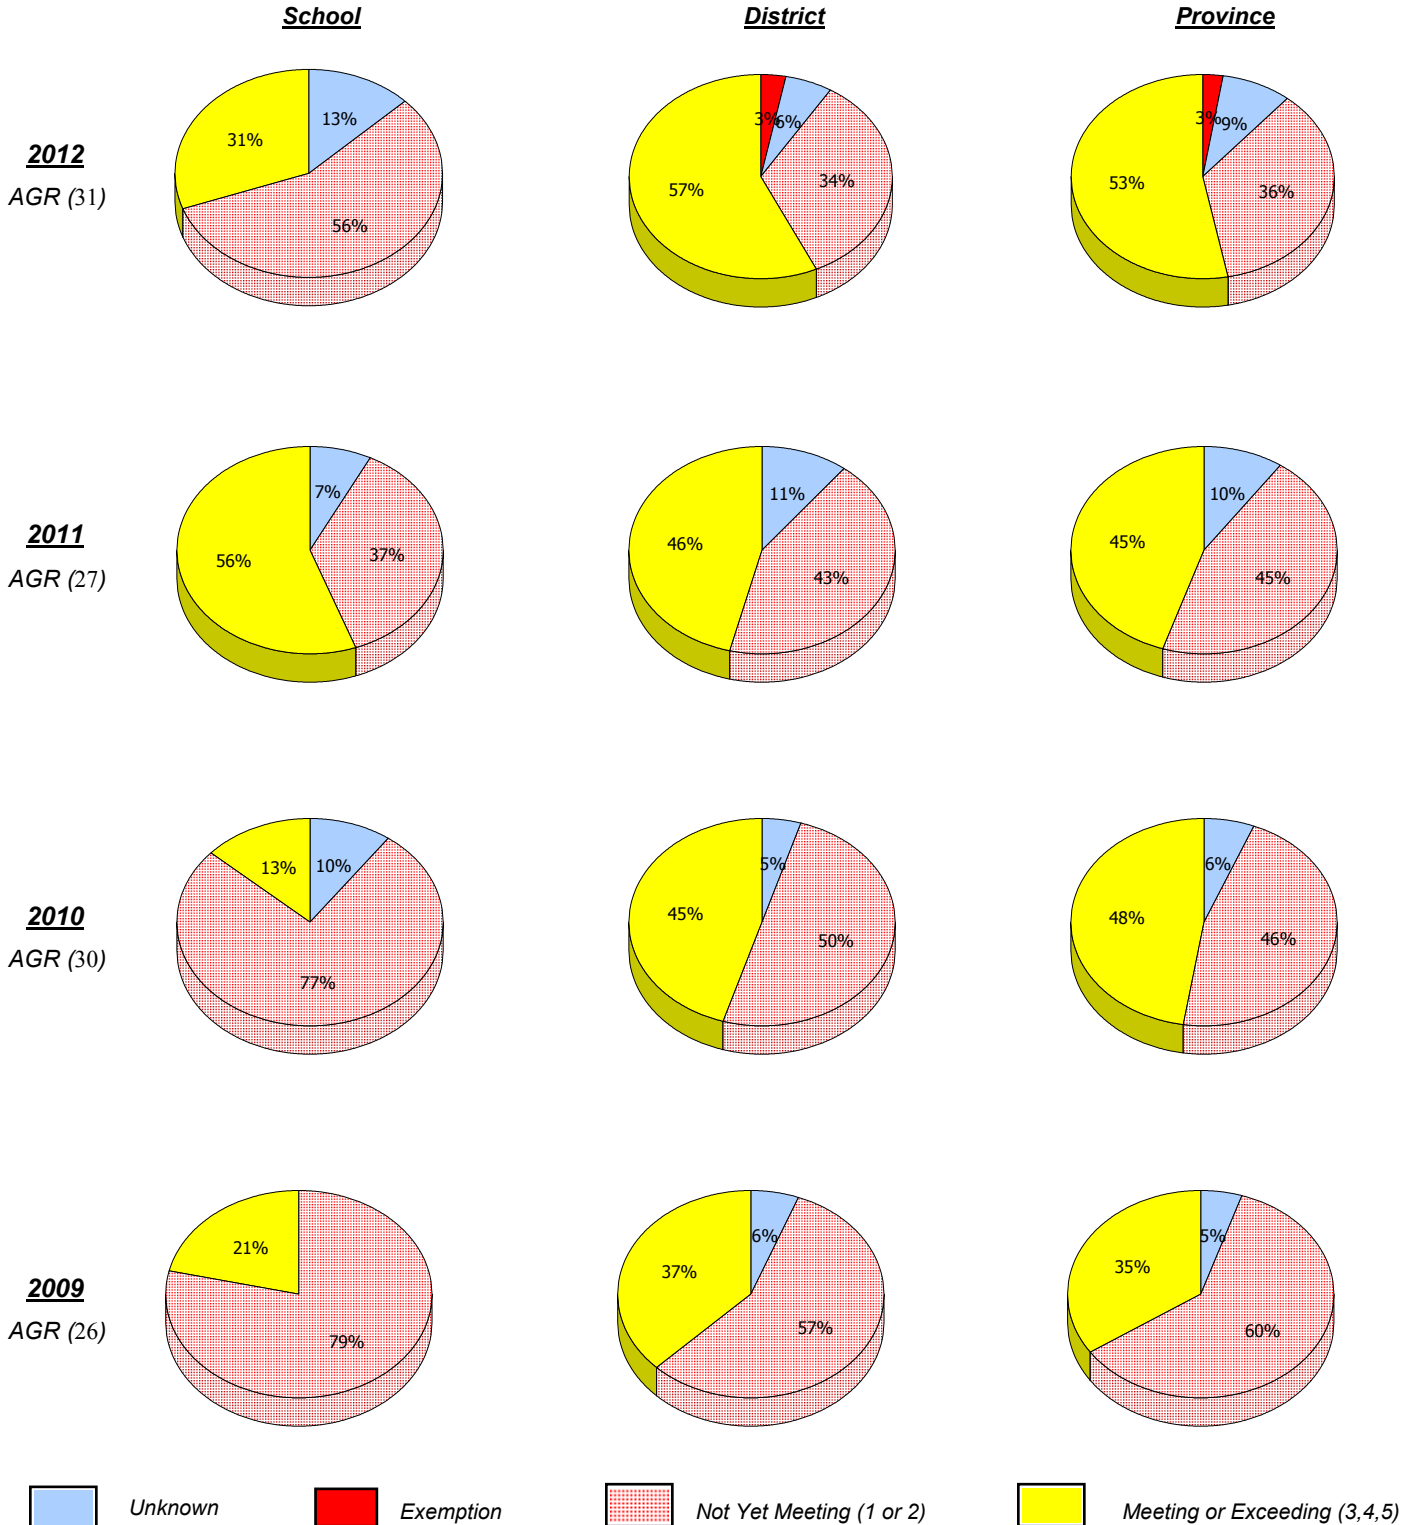 School District Province
13% 31% 56%
3% 6% 57% 34%
3% 9% 53% 36%
2012
AGR (31)
7% 56% 37%
11% 46% 43%
10% 45% 45%
2011
AGR (27)
13% 10% 77%
5% 45% 50%
6% 48% 46%
2010
AGR (30)
21% 79%
6% 37% 57%
5% 35% 60%
2009
AGR (26)
Unknown Exemption Not Yet Meeting (1 or 2) Meeting or Exceeding (3,4,5)